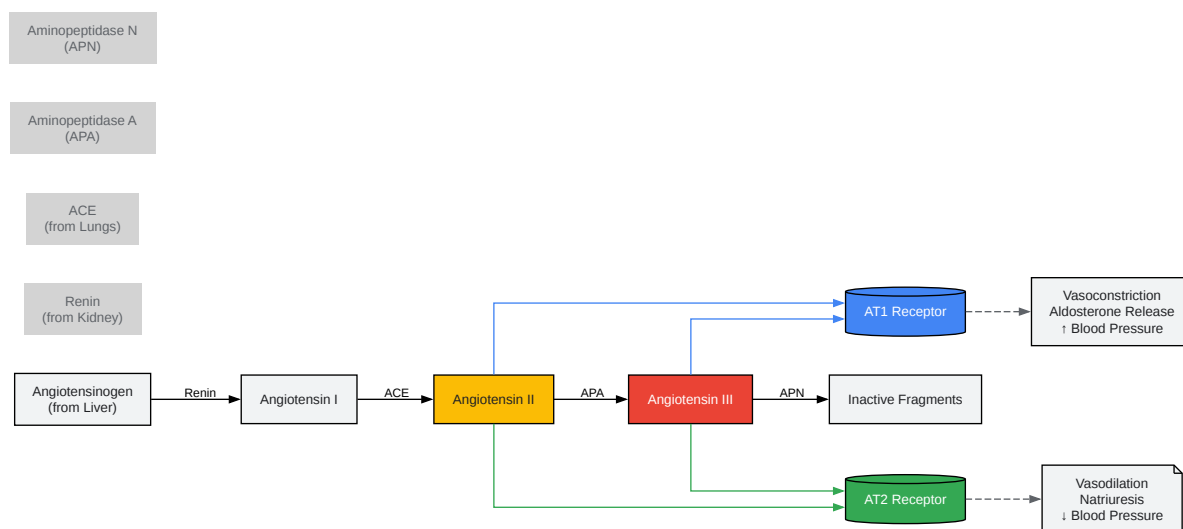 Aminopeptidase N
(APN)
Aminopeptidase A
(APA)
ACE
(from Lungs)
Renin
(from Kidney)
Angiotensinogen
(from Liver)
Renin
Angiotensin I
ACE
Angiotensin II
APA
Angiotensin III
APN
Inactive Fragments
AT1 Receptor
Vasoconstriction
Aldosterone Release
↑ Blood Pressure
AT2 Receptor
Vasodilation
Natriuresis
↓ Blood Pressure